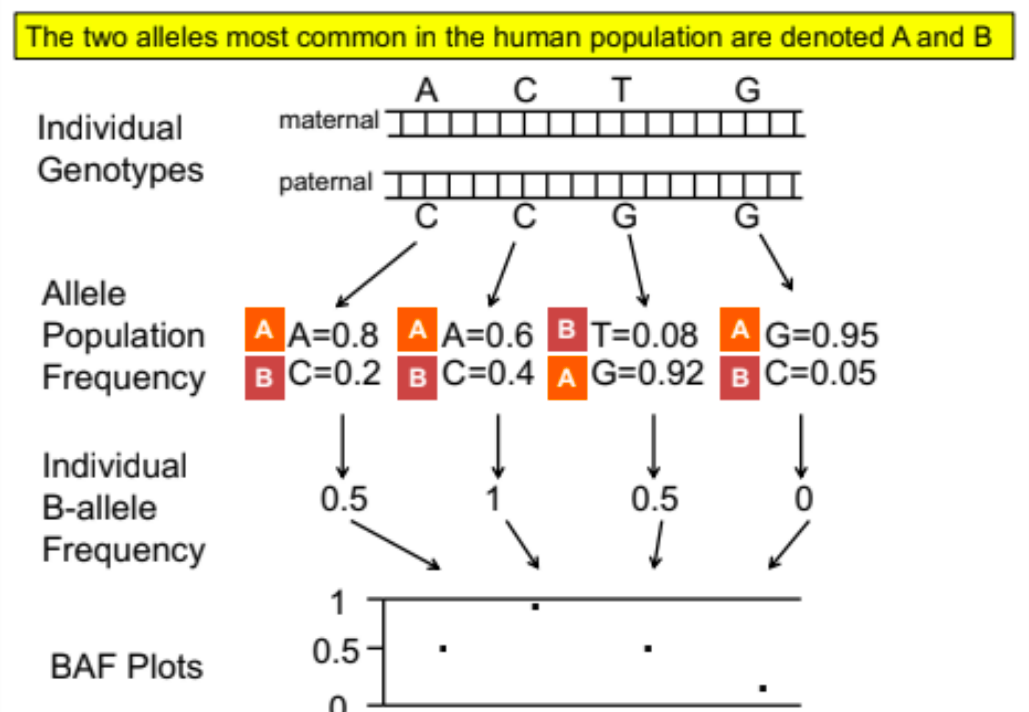 The two alleles most common in the human population are denoted A and B
A C T G
maternal
Individual
Genotypes
paternal
C C G G
Allele
Population
Frequency
A A=0.8 A A=0.6 B T=0.08 A G=0.95
B C=0.2 B C=0.4 A G=0.92 B C=0.05
Individual
B-allele
Frequency
0.5 1 0.5 0
1
0.5
0
BAF Plots